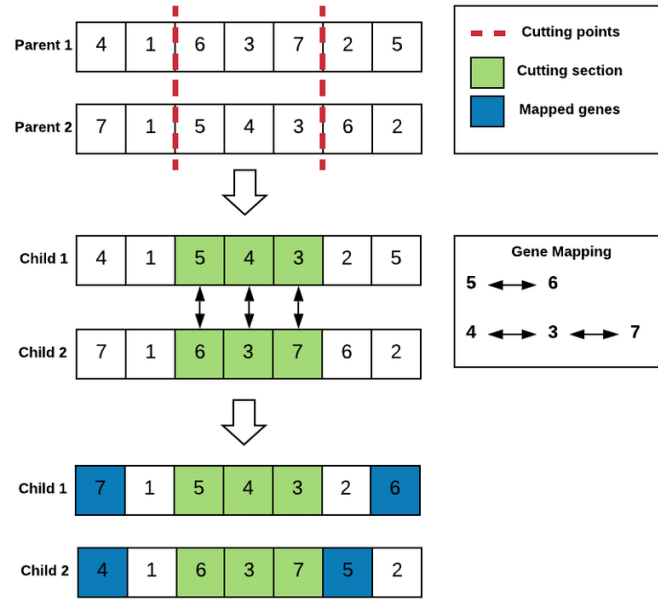 Parent 1 4 1 6 3 7 2 5
Cutting points
Cutting section
Mapped genes
Parent 2 7 1 5 4 3 6 2
Child 1 4 1 5 4 3 2 5
Gene Mapping
5 6
4 3 7
Child 2 7 1 6 3 7 6 2
Child 1 7 1 5 4 3 2 6
Child 2 4 1 6 3 7 5 2